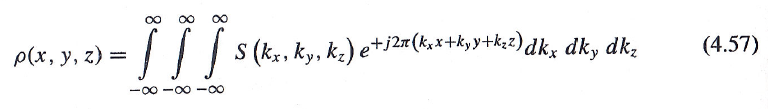 ρ(x, y, z) = ∫_{-∞}^{∞} ∫_{-∞}^{∞} ∫_{-∞}^{∞} S (k_x, k_y, k_z) e^{+j2π(k_x x+k_y y+k_z z)} dk_x dk_y dk_z (4.57)